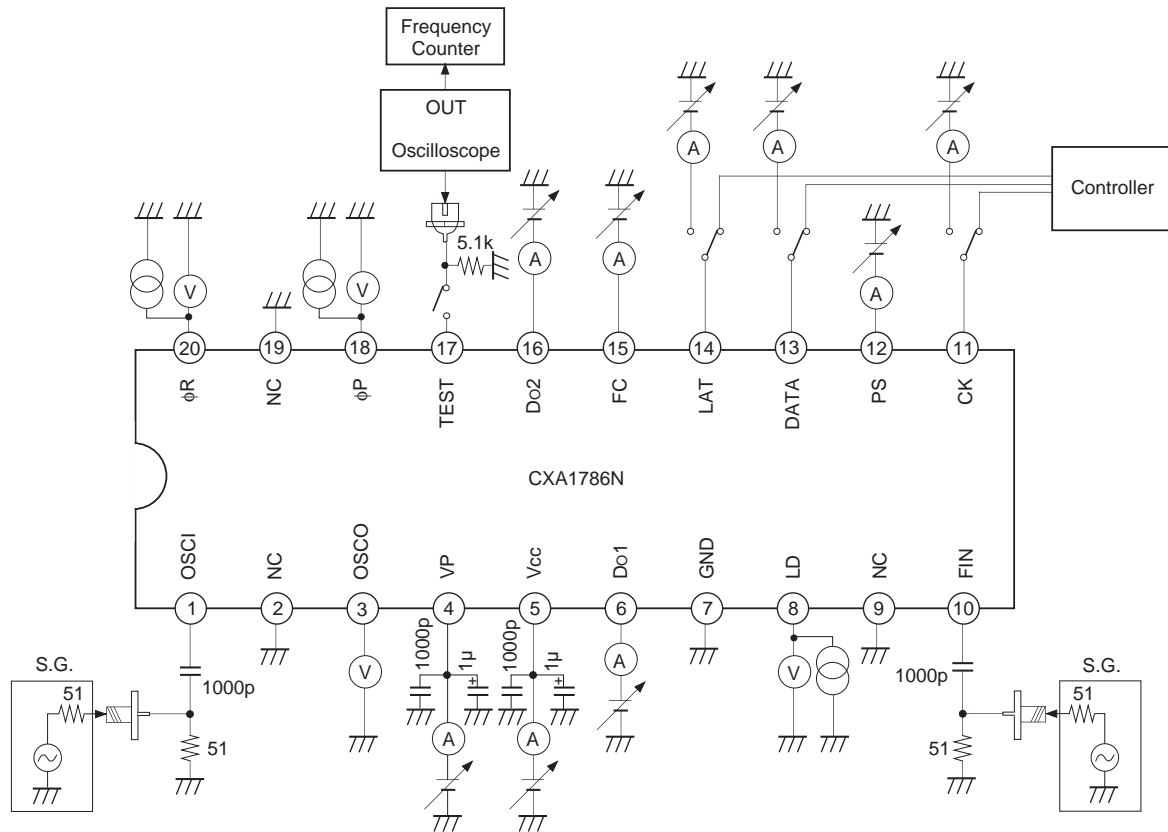 Frequency
Counter
OUT
Oscilloscope
A
A
A
Controller
5.1k
A
A
A
V
V
20
19
18
17
16
15
14
13
12
11
ϕR
NC
ϕP
TEST
Do2
FC
LAT
DATA
PS
CK
CXA1786N
OSCI
NC
OSCO
VP
Vcc
Do1
GND
LD
NC
FIN
1
2
3
4
5
6
7
8
9
10
S.G.
51
1000p
51
V
1000p
+
1µ
A
1000p
+
1µ
A
A
V
1000p
51
S.G.
51